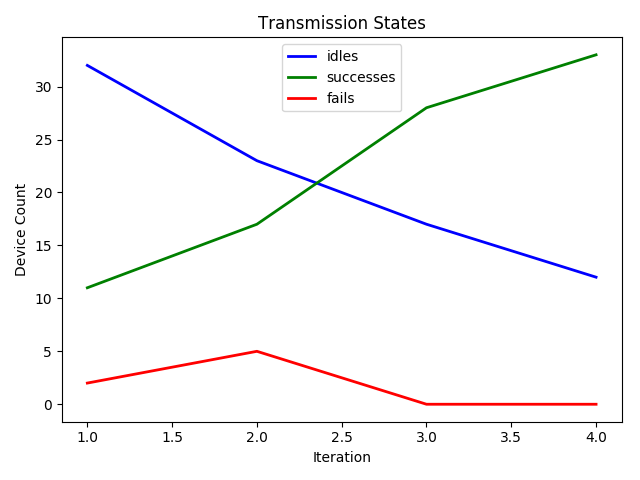 Transmission States
idles
successes
fails
Device Count
30
25
20
15
10
5
0
1.0 1.5 2.0 2.5 3.0 3.5 4.0
Iteration